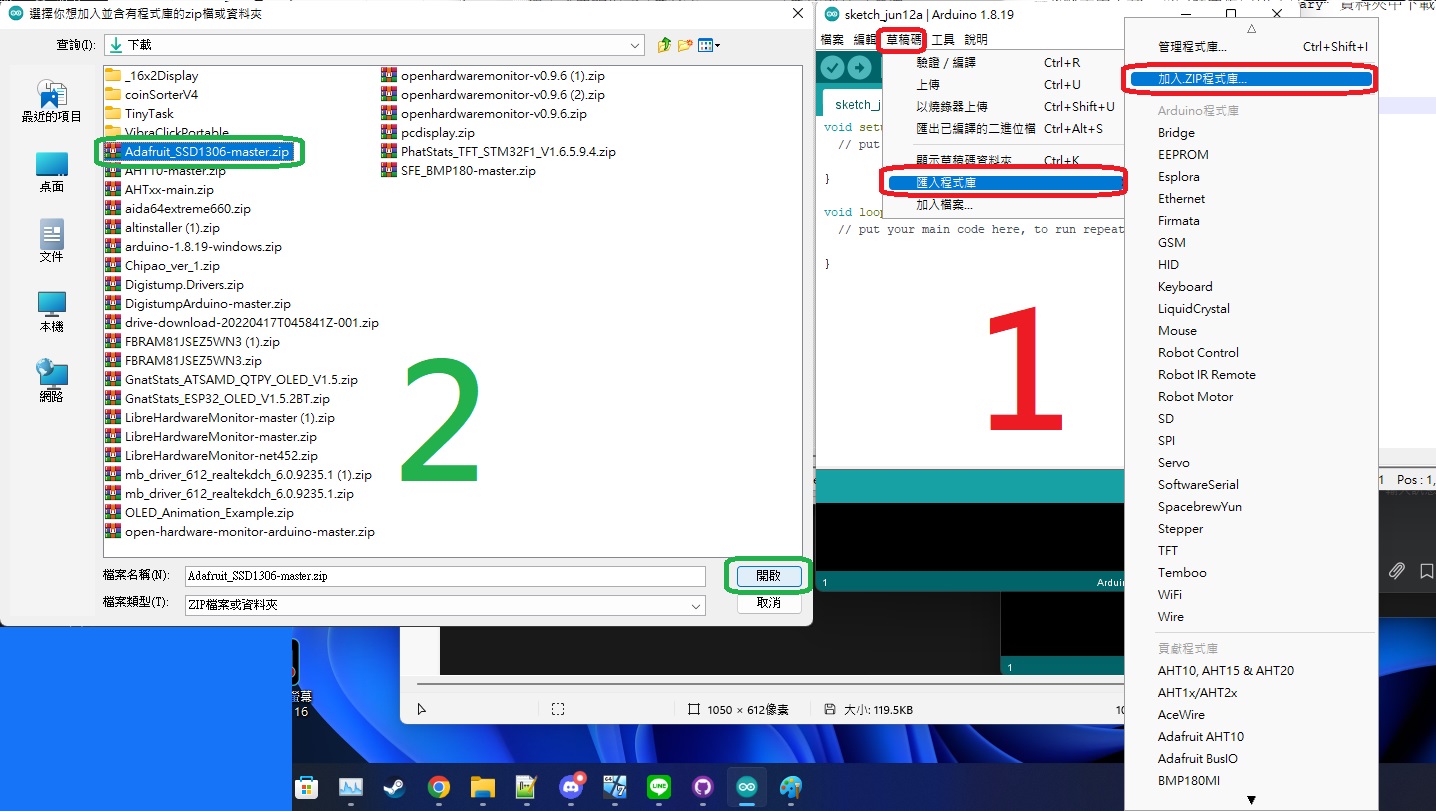 選擇你想加入並含有程式庫的zip檔或資料夾
查詢(I):
下載
最近的項目
桌面
文件
本機
網路
_16x2Display
coinSorterV4
TinyTask
VibraClickPortable
Adafruit_SSD1306-master.zip
AHT10-master.zip
AHTxx-main.zip
aida64extreme660.zip
altinstaller (1).zip
arduino-1.8.19-windows.zip
Chipao_ver_1.zip
Digistump.Drivers.zip
DigistumpArduino-master.zip
drive-download-20220417T045841Z-001.zip
FBRAM81JSEZ5WN3 (1).zip
FBRAM81JSEZ5WN3.zip
GnatStats_ATSAMD_QTPY_OLED_V1.5.zip
GnatStats_ESP32_OLED_V1.5.2BT.zip
LibreHardwareMonitor-master (1).zip
LibreHardwareMonitor-master.zip
LibreHardwareMonitor-net452.zip
mb_driver_612_realtekdch_6.0.9235.1 (1).zip
mb_driver_612_realtekdch_6.0.9235.1.zip
OLED_Animation_Example.zip
open-hardware-monitor-arduino-master.zip
openhardwaremonitor-v0.9.6 (1).zip
openhardwaremonitor-v0.9.6 (2).zip
openhardwaremonitor-v0.9.6.zip
pcdisplay.zip
PhatStats_TFT_STM32F1_V1.6.5.9.4.zip
SFE_BMP180-master.zip
2
檔案名稱(N):
Adafruit_SSD1306-master.zip
開啟
檔案類型(T):
ZIP檔案或資料夾
取消
sketch_jun12a | Arduino 1.8.19
檔案 編輯 草稿碼 工具 說明
sketch_j
void setu
// put
}
void loop
// put your main code here, to run repeat
}
驗證 / 編譯 Ctrl+R
上傳 Ctrl+U
以燒錄器上傳 Ctrl+Shift+U
匯出已編譯的二進位檔 Ctrl+Alt+S
顯示草稿碼資料夾 Ctrl+K
匯入程式庫
加入檔案...
1
1
Arduin
管理程式庫... Ctrl+Shift+I
加入.ZIP程式庫...
Arduino程式庫
Bridge
EEPROM
Esplora
Ethernet
Firmata
GSM
HID
Keyboard
LiquidCrystal
Mouse
Robot Control
Robot IR Remote
Robot Motor
SD
SPI
Servo
SoftwareSerial
SpacebrewYun
Stepper
TFT
Temboo
WiFi
Wire
貢獻程式庫
AHT10, AHT15 & AHT20
AHT1x/AHT2x
AceWire
Adafruit AHT10
Adafruit BusIO
BMP180MI
ary" 資料夾中下載
1 Pos : 1,
1
螢幕
16
1050 × 612像素
大小: 119.5KB
10
LINE